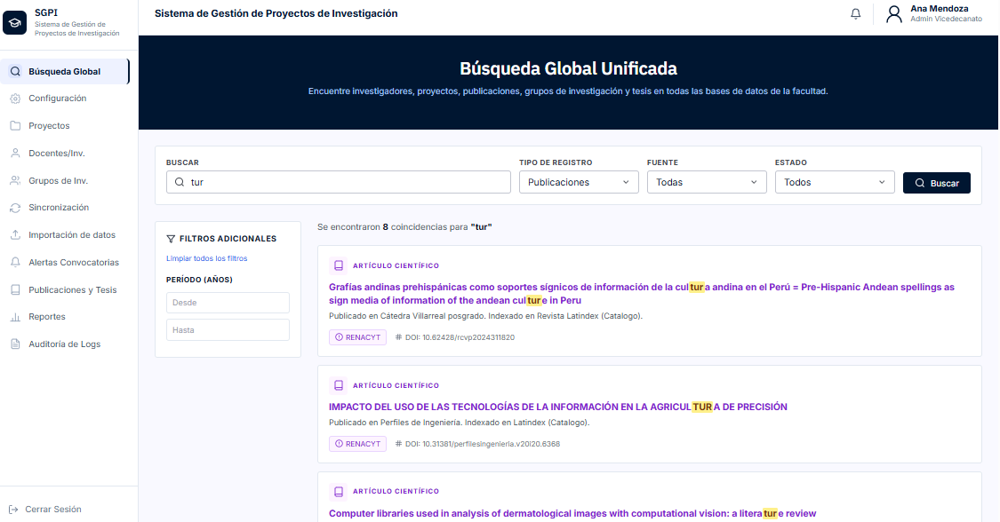 SGPI
Sistema de Gestión de
Proyectos de Investigación
Búsqueda Global
Configuración
Proyectos
Docentes/Inv.
Grupos de Inv.
Sincronización
Importación de datos
Alertas Convocatorias
Publicaciones y Tesis
Reportes
Auditoría de Logs
Cerrar Sesión
Sistema de Gestión de Proyectos de Investigación
Ana Mendoza
Admin Vicedecanato
Búsqueda Global Unificada
Encuentre investigadores, proyectos, publicaciones, grupos de investigación y tesis en todas las bases de datos de la facultad.
BUSCAR
tur
TIPO DE REGISTRO
Publicaciones
FUENTE
Todas
ESTADO
Todos
Buscar
FILTROS ADICIONALES
Limpiar todos los filtros
PERÍODO (AÑOS)
Desde
Hasta
Se encontraron 8 coincidencias para "tur"
ARTÍCULO CIENTÍFICO
Grafías andinas prehispánicas como soportes sígnicos de información de la cultura andina en el Perú = Pre-Hispanic Andean spellings as
sign media of information of the andean culture in Peru
Publicado en Cátedra Villarreal posgrado. Indexado en Revista Latindex (Catalogo).
RENACYT
# DOI: 10.62428/rcvp2024311820
ARTÍCULO CIENTÍFICO
IMPACTO DEL USO DE LAS TECNOLOGÍAS DE LA INFORMACIÓN EN LA AGRICULTURA DE PRECISIÓN
Publicado en Perfiles de Ingeniería. Indexado en Latindex (Catalogo).
RENACYT
# DOI: 10.31381/perfilesingenieria.v20i20.6368
ARTÍCULO CIENTÍFICO
Computer libraries used in analysis of dermatological images with computational vision: a literature review